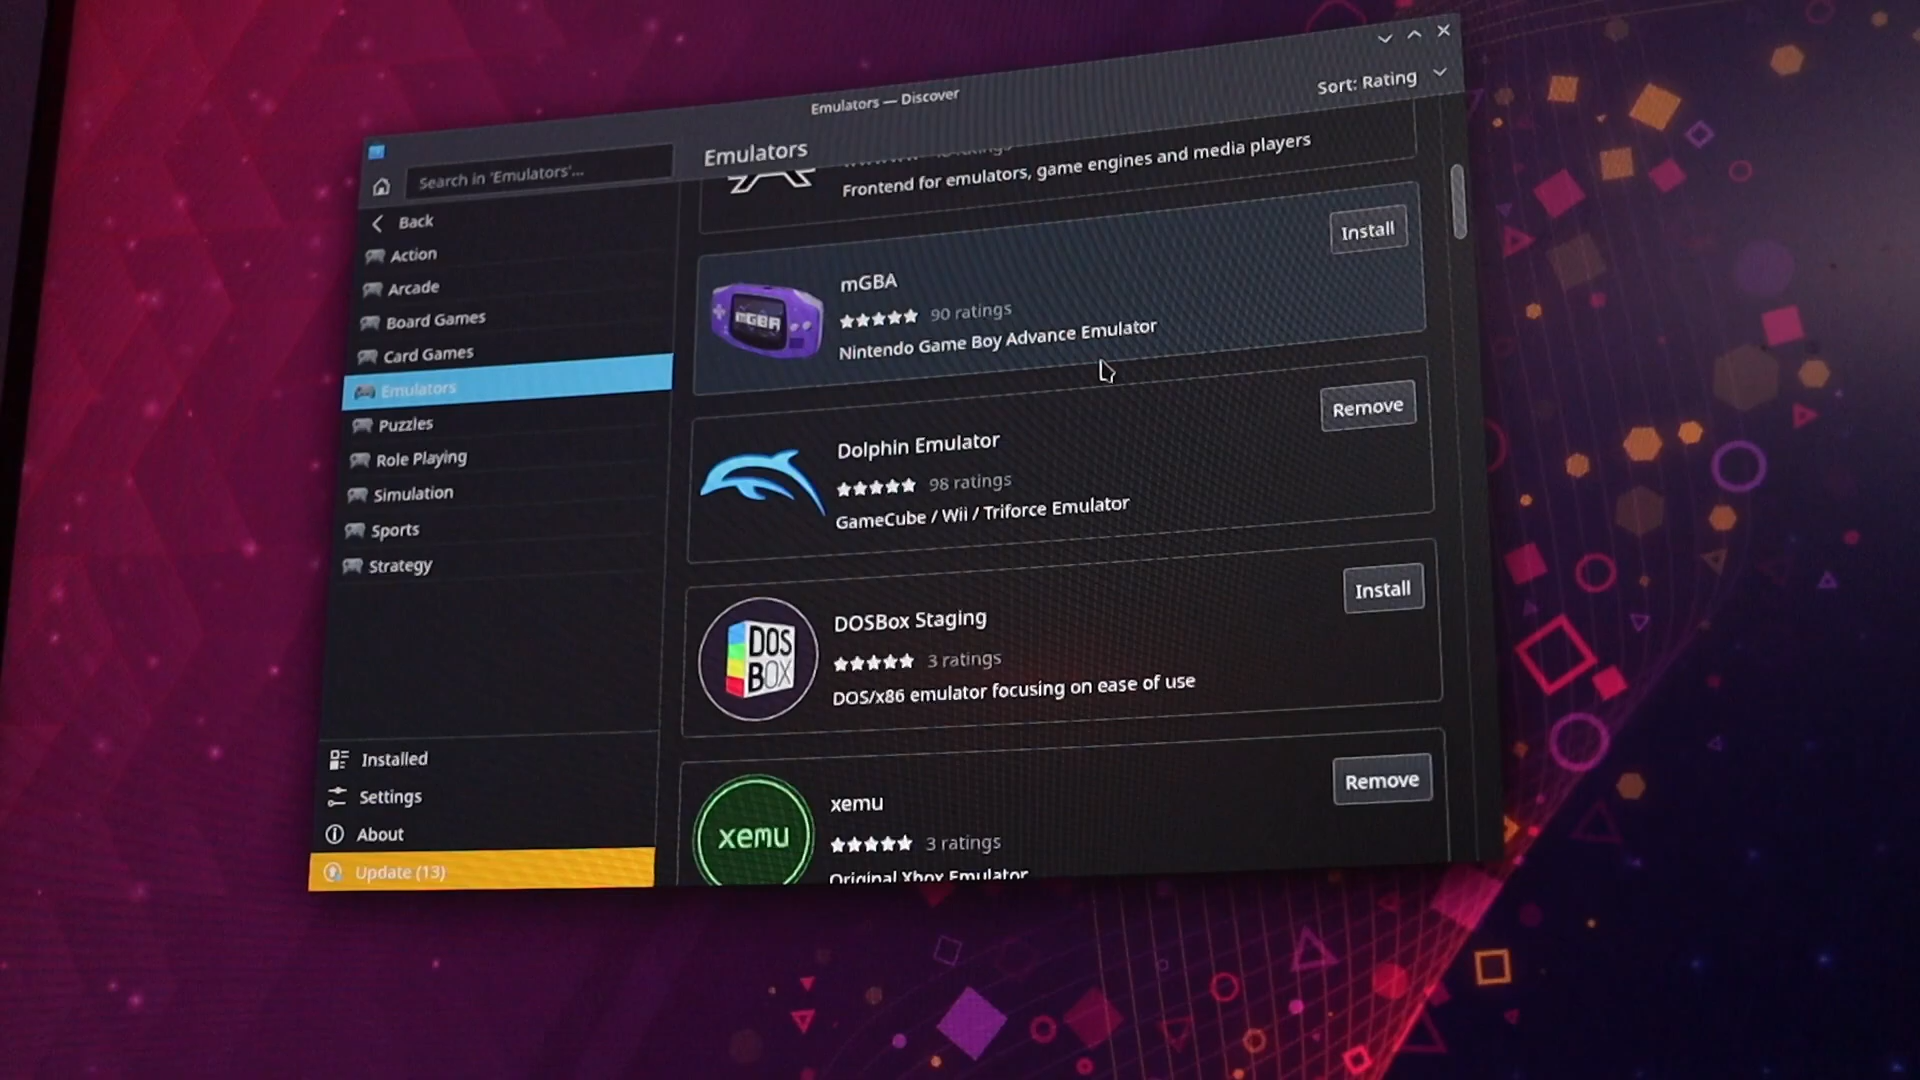 Emulators — Discover
Sort: Rating
Search in 'Emulators'...
Back
Action
Arcade
Board Games
Card Games
Emulators
Puzzles
Role Playing
Simulation
Sports
Strategy
Installed
Settings
About
Update (13)
Emulators
ratings
Frontend for emulators, game engines and media players
mGBA
mGBA
90 ratings
Nintendo Game Boy Advance Emulator
Install
Dolphin Emulator
98 ratings
GameCube / Wii / Triforce Emulator
Remove
DOS
BOX
DOSBox Staging
3 ratings
DOS/x86 emulator focusing on ease of use
Install
xemu
xemu
3 ratings
Original Xbox Emulator
Remove